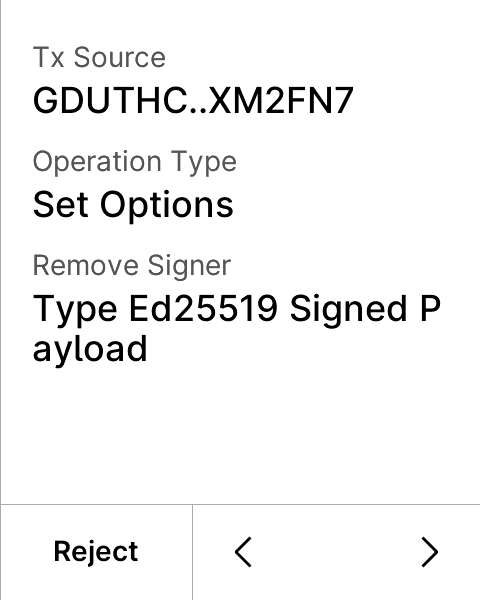 Tx Source
GDUTHC..XM2FN7
Operation Type
Set Options
Remove Signer
Type Ed25519 Signed P
ayload
Reject